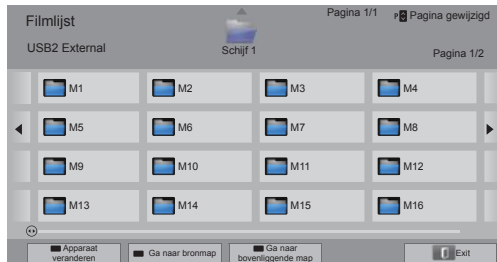 Filmlijst
Pagina 1/1
P Pagina gewijzigd
USB2 External
Schijf 1
Pagina 1/2
M1 M2 M3 M4
M5 M6 M7 M8
M9 M10 M11 M12
M13 M14 M15 M16
Apparaat
veranderen
Ga naar bronmap
Ga naar
bovenliggende map
Exit